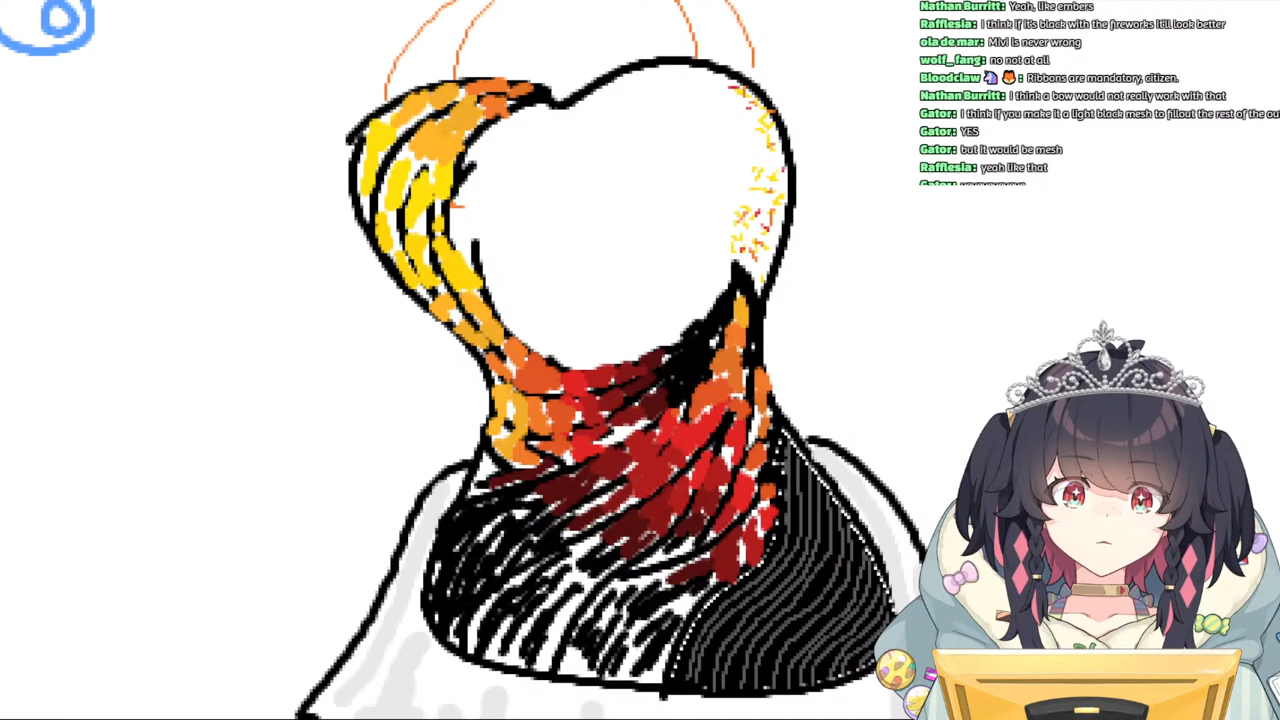 Nathan Burritt: Yeah, like embers
Rafflesia: I think if it's black with the fireworks it'll look better
ola de mar: Mivi is never wrong
wolf_fang: no not at all
Bloodclaw: Ribbons are mandatory, citizen.
Nathan Burritt: I think a bow would not really work with that
Gator: I think if you make it a light black mesh to fillout the rest of the ou
Gator: YES
Gator: but it would be mesh
Rafflesia: yeah like that